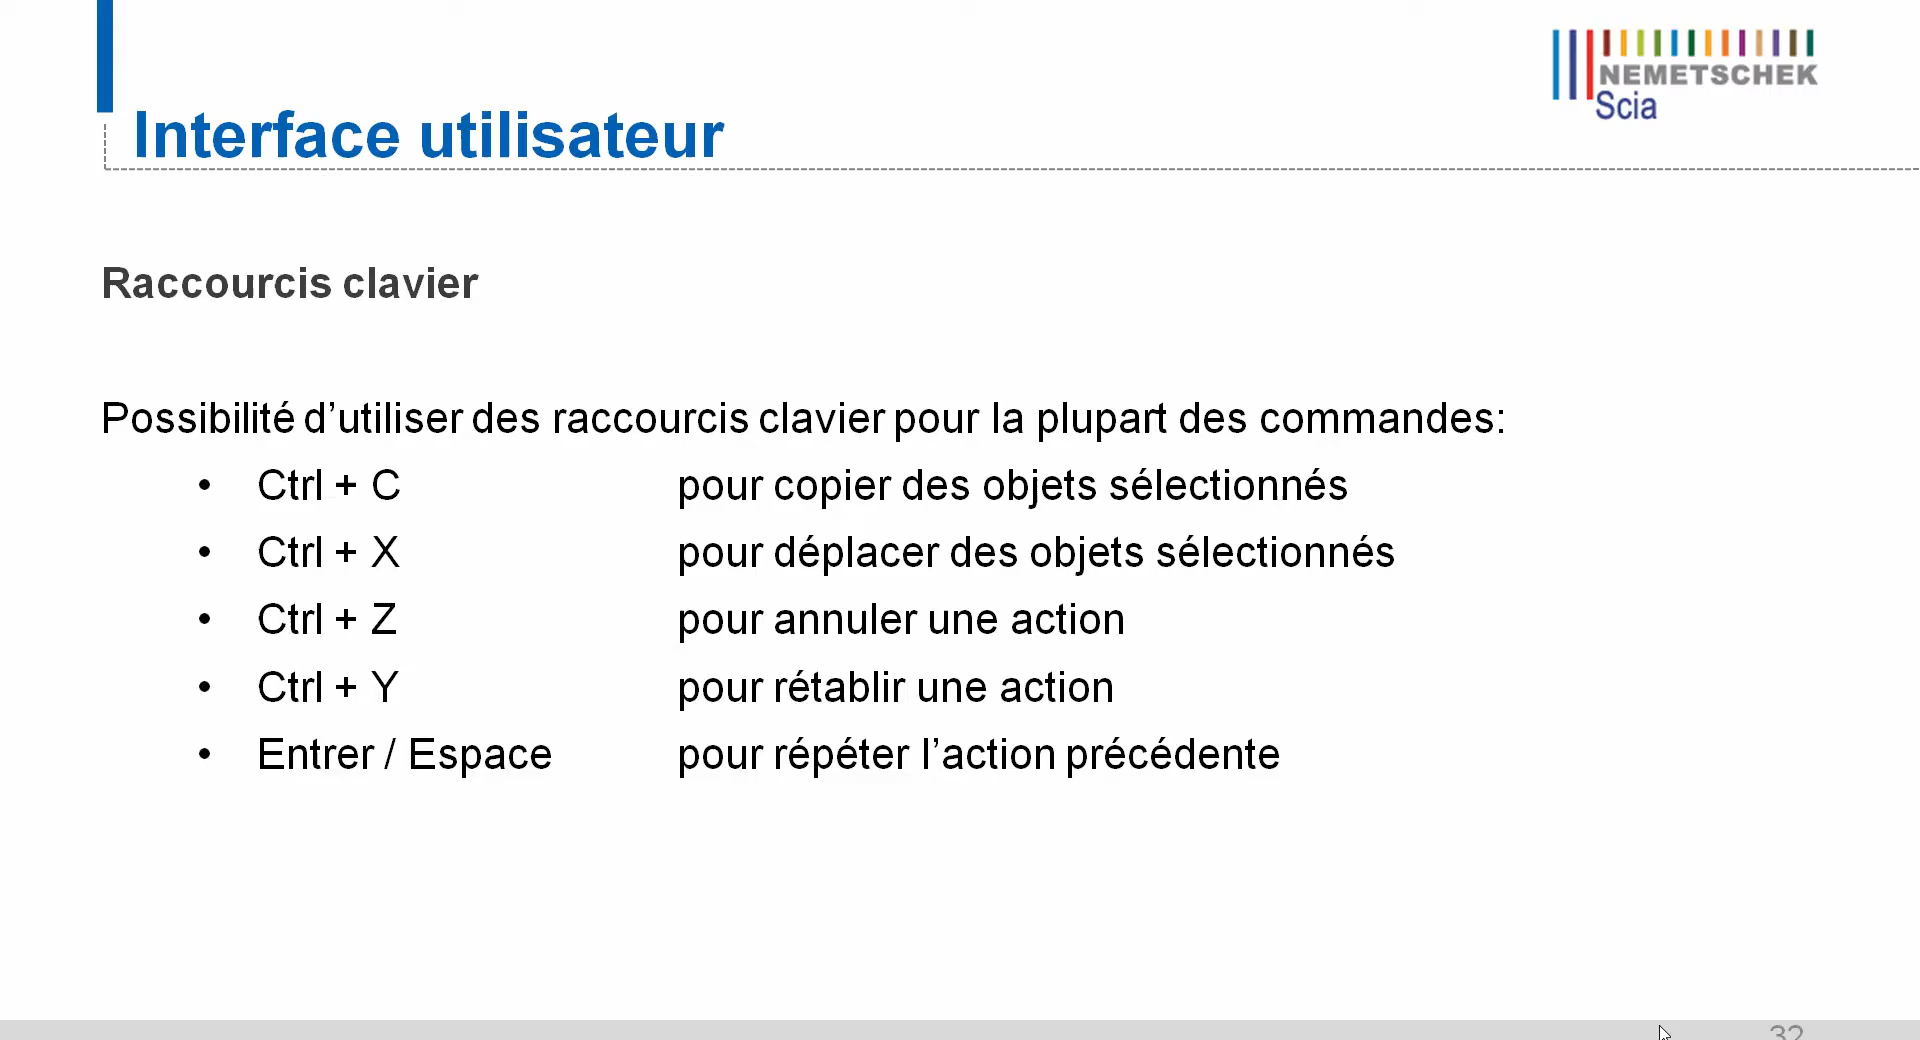 NEMETSCHEK
Scia
Interface utilisateur
Raccourcis clavier
Possibilité d’utiliser des raccourcis clavier pour la plupart des commandes:
• Ctrl + C pour copier des objets sélectionnés
• Ctrl + X pour déplacer des objets sélectionnés
• Ctrl + Z pour annuler une action
• Ctrl + Y pour rétablir une action
• Entrer / Espace pour répéter l’action précédente
32